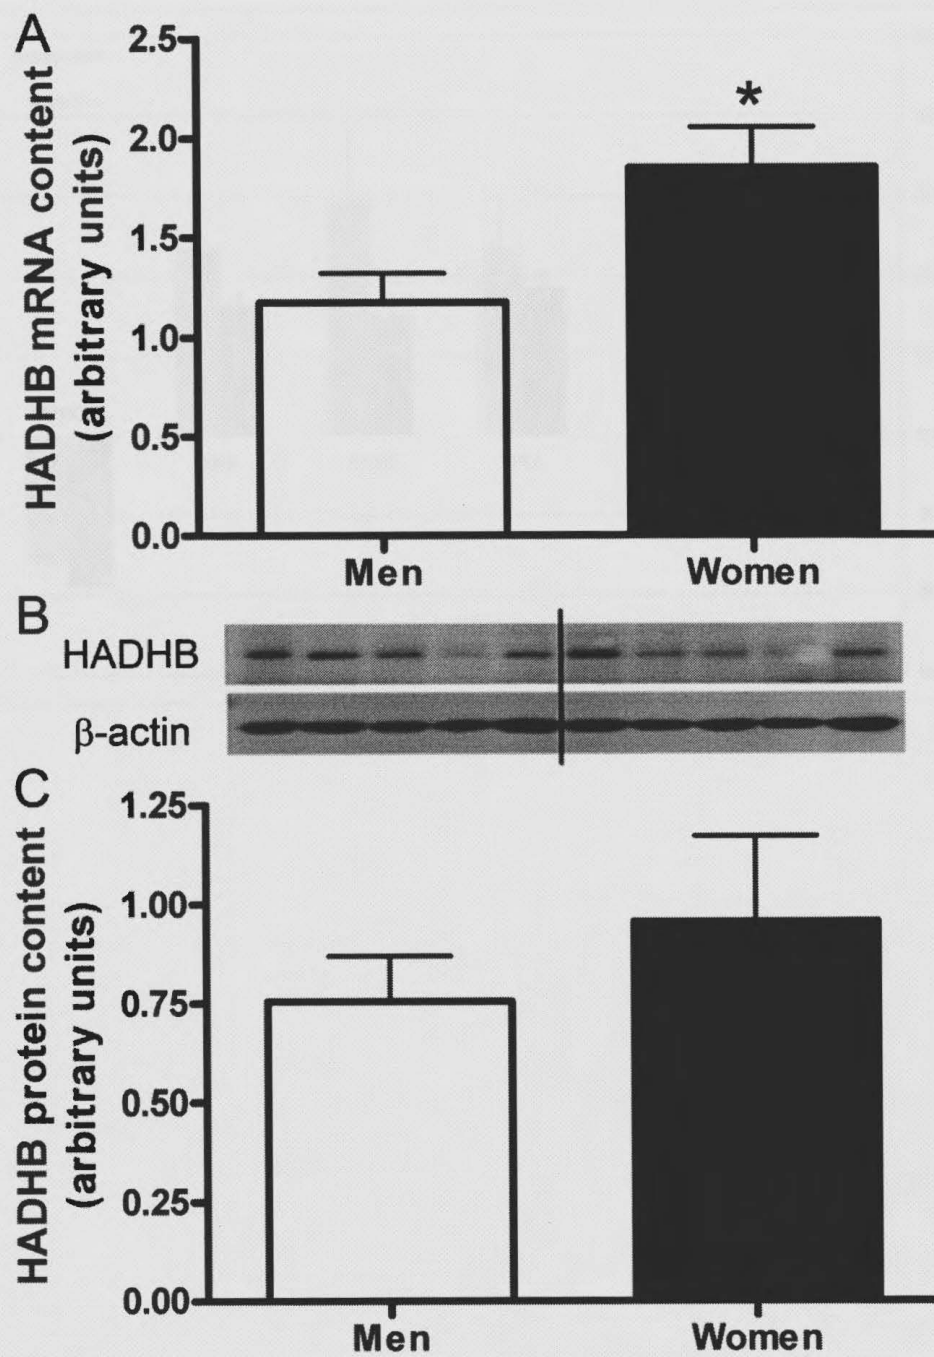 A
HADHB mRNA content
(arbitrary units)
2.5
2.0
1.5
1.0
0.5
0.0
*
Men Women
B
HADHB
β-actin
C
HADHB protein content
(arbitrary units)
1.25
1.00
0.75
0.50
0.25
0.00
Men Women